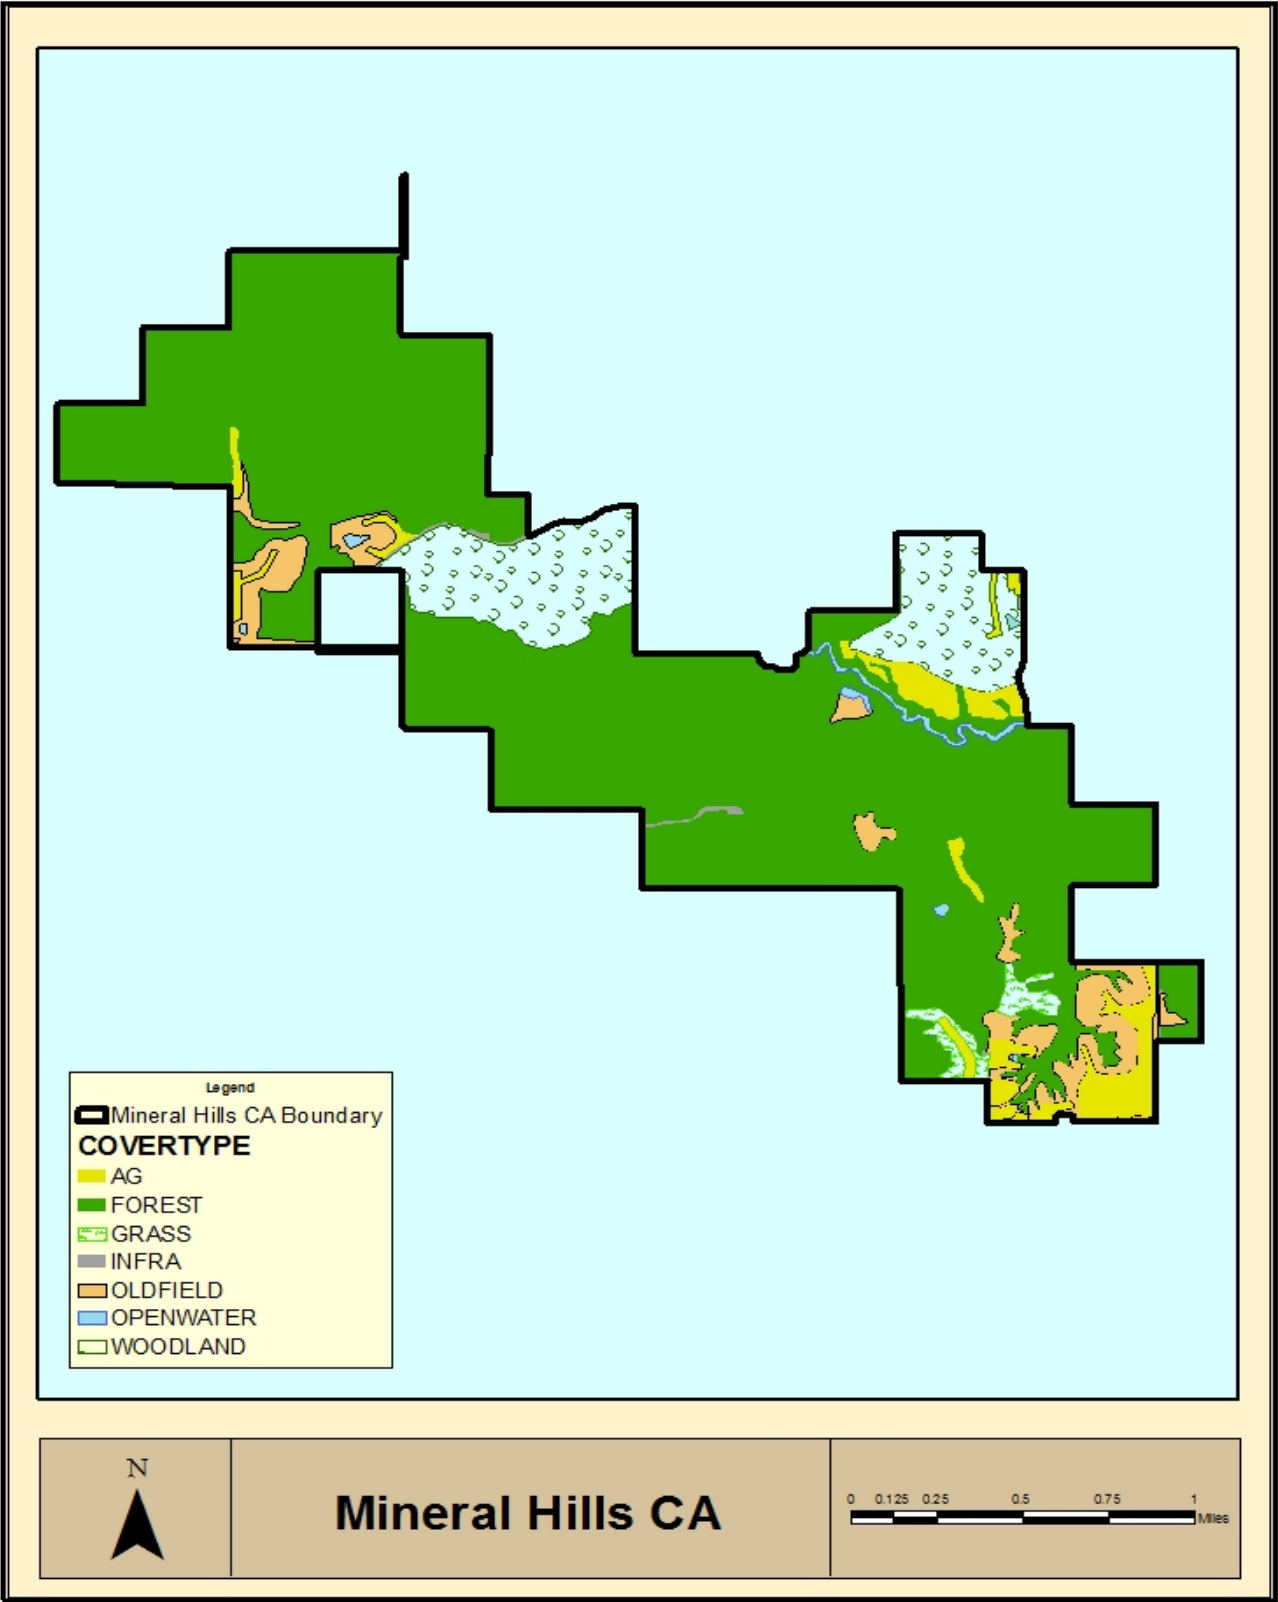 Legend
Mineral Hills CA Boundary
COVERTYPE
AG
FOREST
GRASS
INFRA
OLDFIELD
OPENWATER
WOODLAND
N
Mineral Hills CA
0 0.125 0.25 0.5 0.75 1
Miles